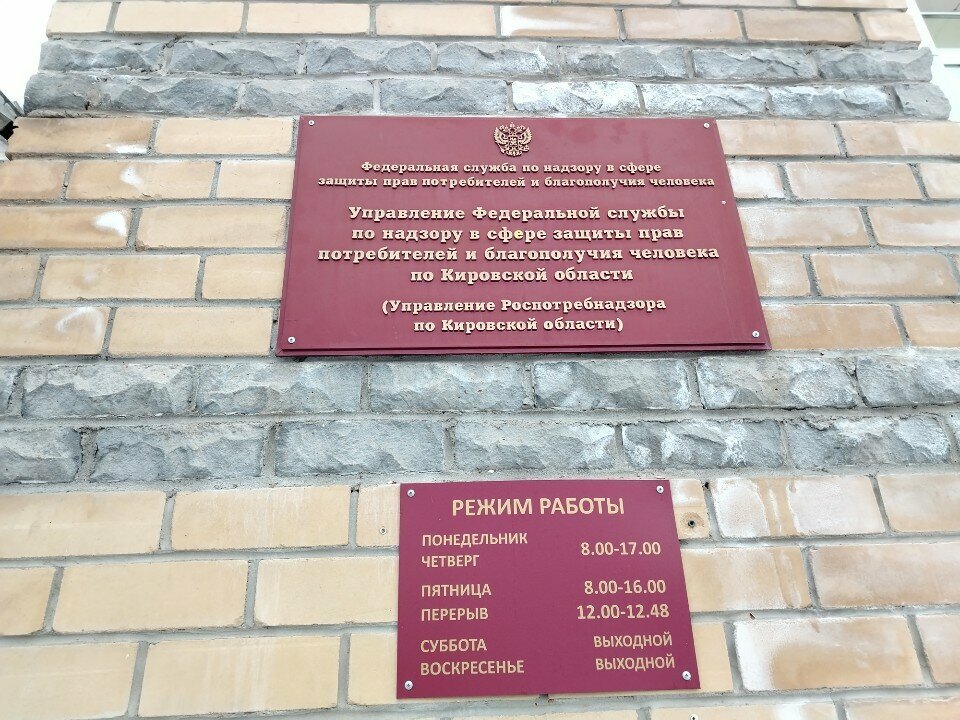 Федеральная служба по надзору в сфере
защиты прав потребителей и благополучия человека
Управление Федеральной службы
по надзору в сфере защиты прав
потребителей и благополучия человека
по Кировской области
(Управление Роспотребнадзора
по Кировской области)
РЕЖИМ РАБОТЫ
ПОНЕДЕЛЬНИК
ЧЕТВЕРГ 8.00-17.00
ПЯТНИЦА 8.00-16.00
ПЕРЕРЫВ 12.00-12.48
СУББОТА ВЫХОДНОЙ
ВОСКРЕСЕНЬЕ ВЫХОДНОЙ